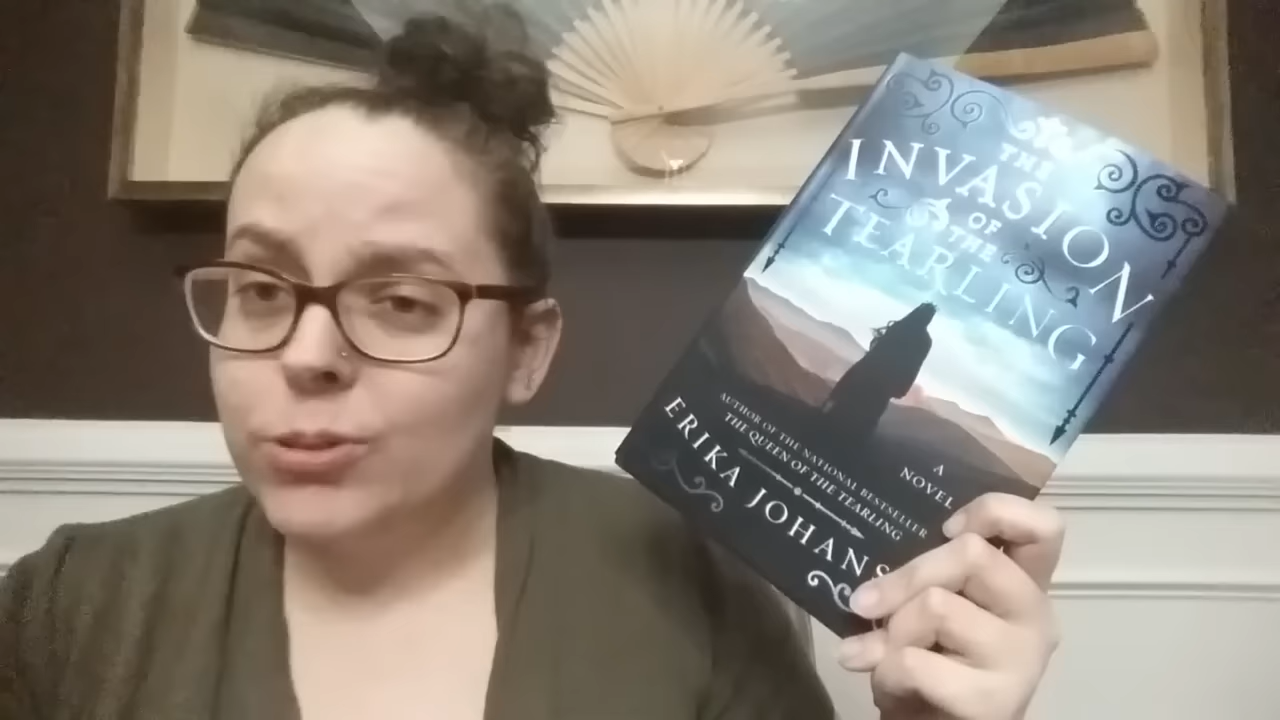 THE
INVASION
OF
THE
TEARLING
A
NOVEL
AUTHOR OF THE NATIONAL BESTSELLER
THE QUEEN OF THE TEARLING
ERIKA JOHANS